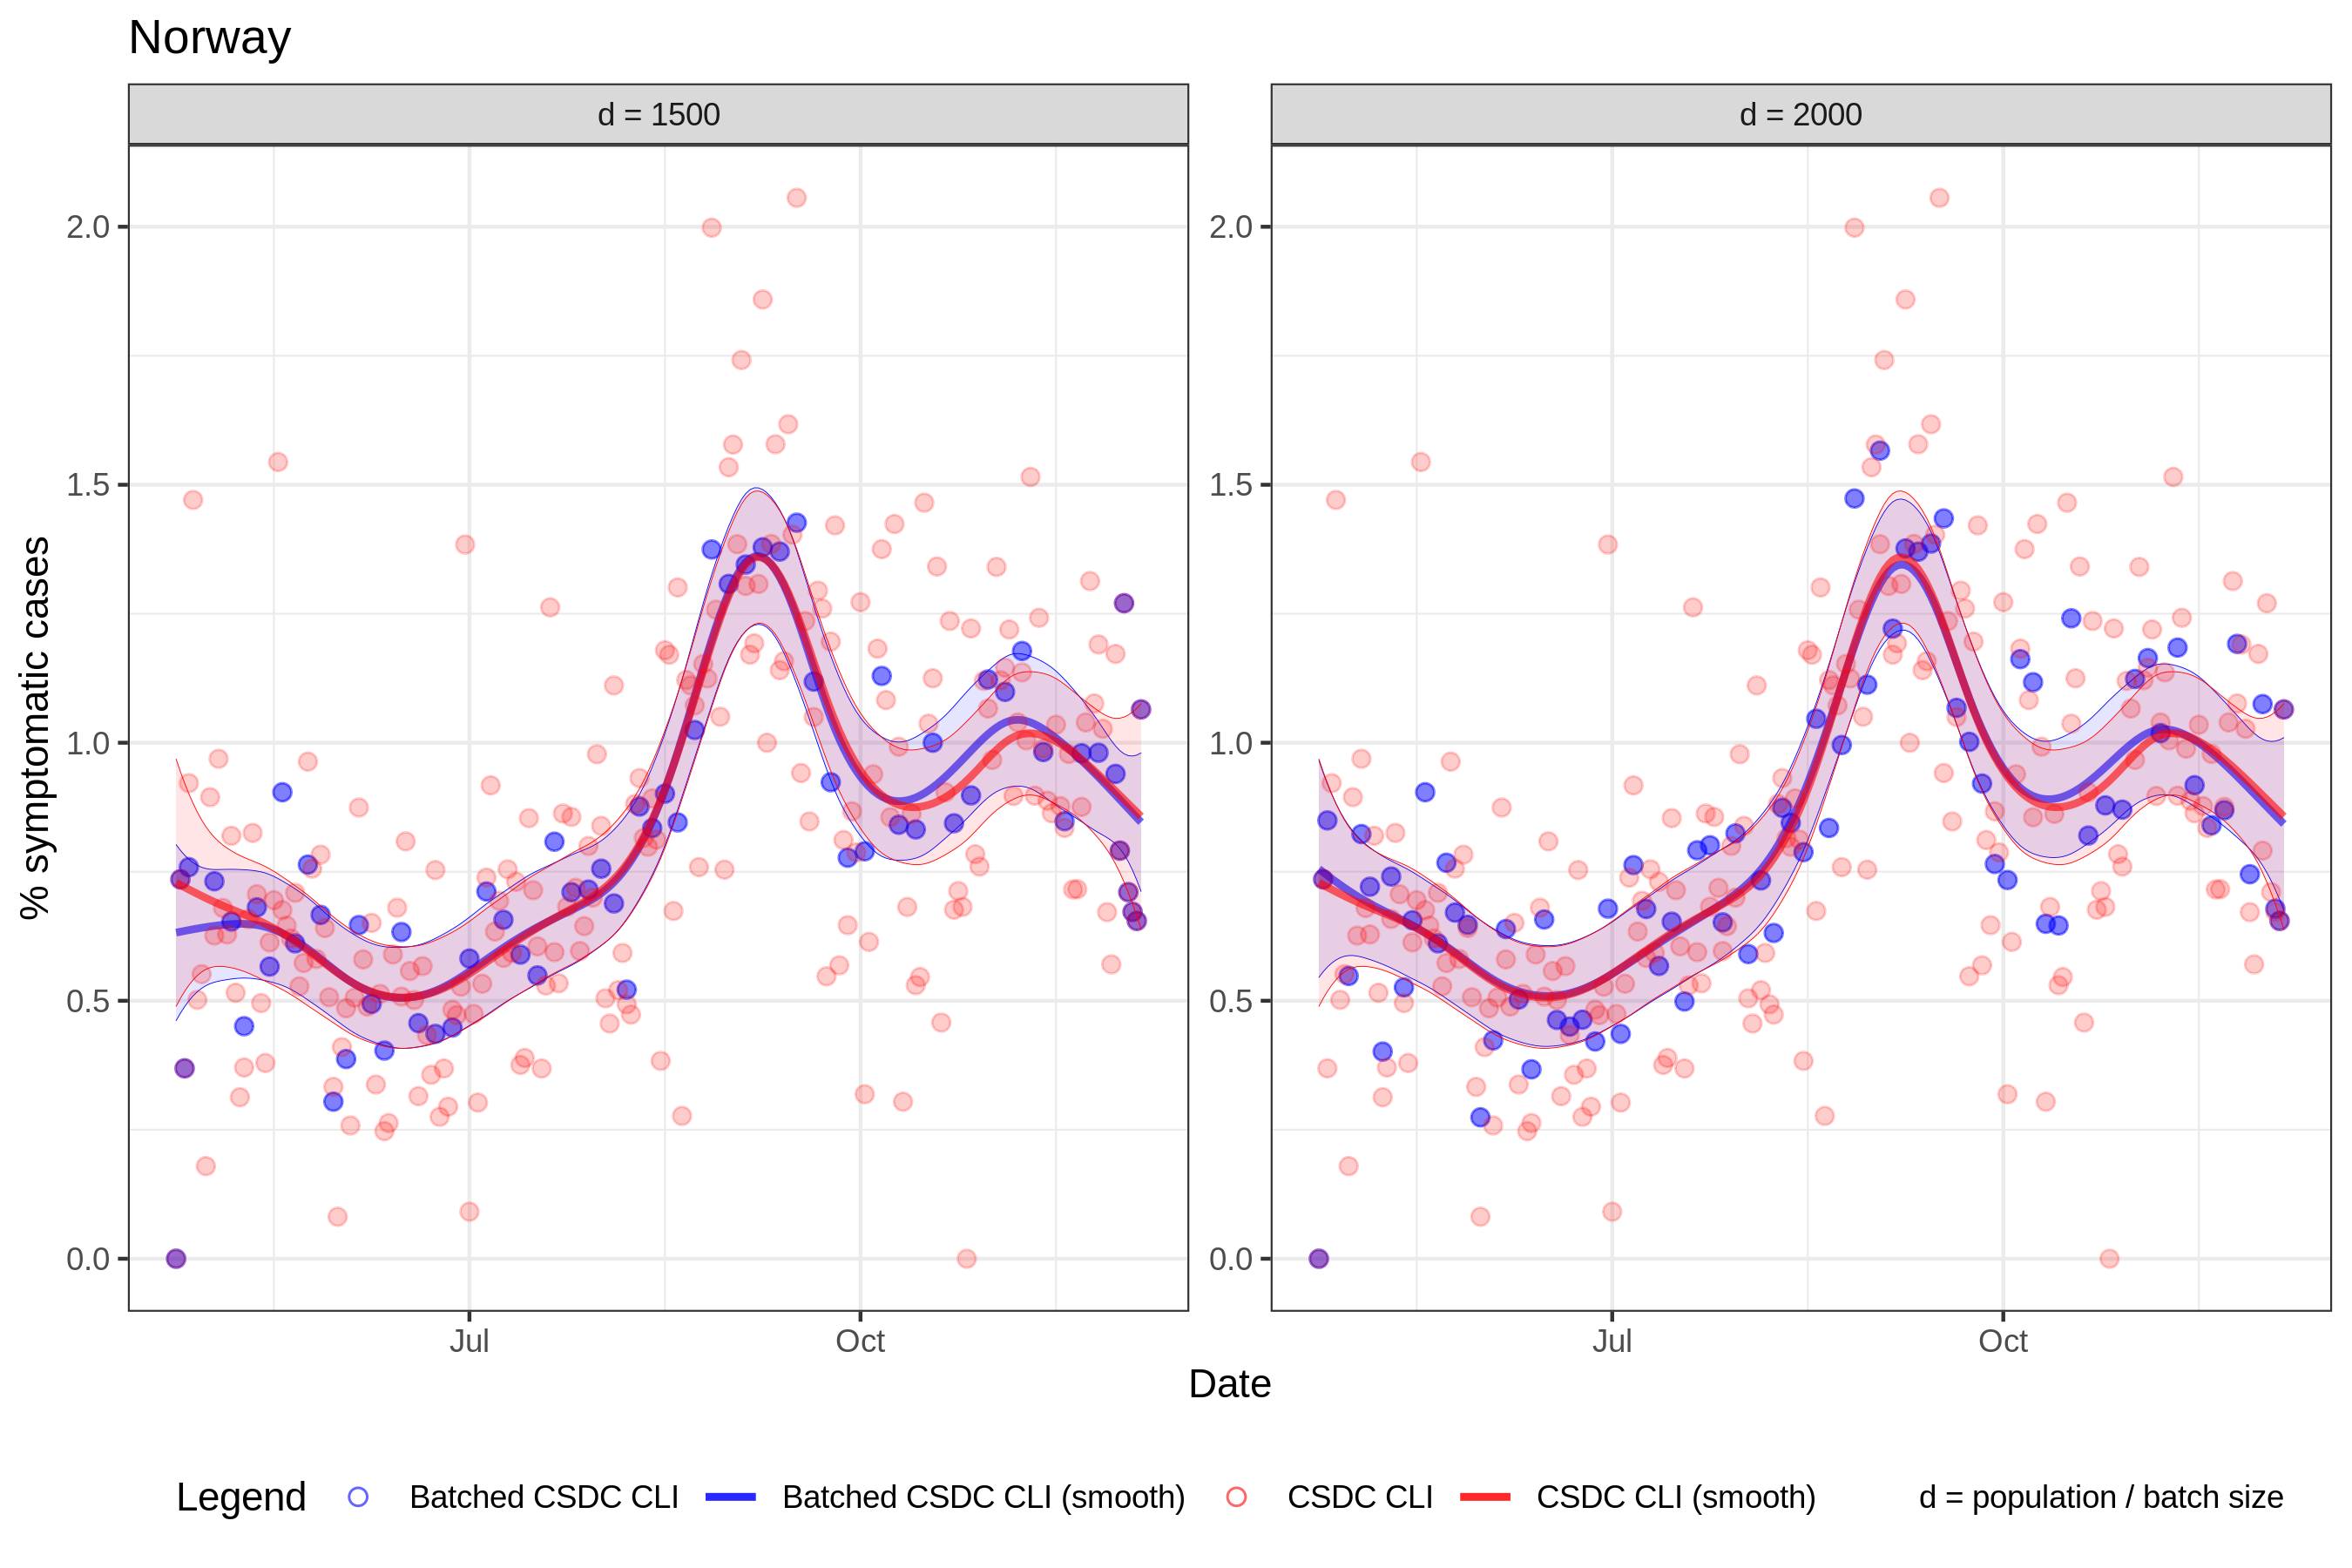 Norway
d = 1500
d = 2000
% symptomatic cases
2.0
1.5
1.0
0.5
0.0
2.0
1.5
1.0
0.5
0.0
Jul
Oct
Jul
Oct
Date
Legend
Batched CSDC CLI
Batched CSDC CLI (smooth)
CSDC CLI
CSDC CLI (smooth)
d = population / batch size